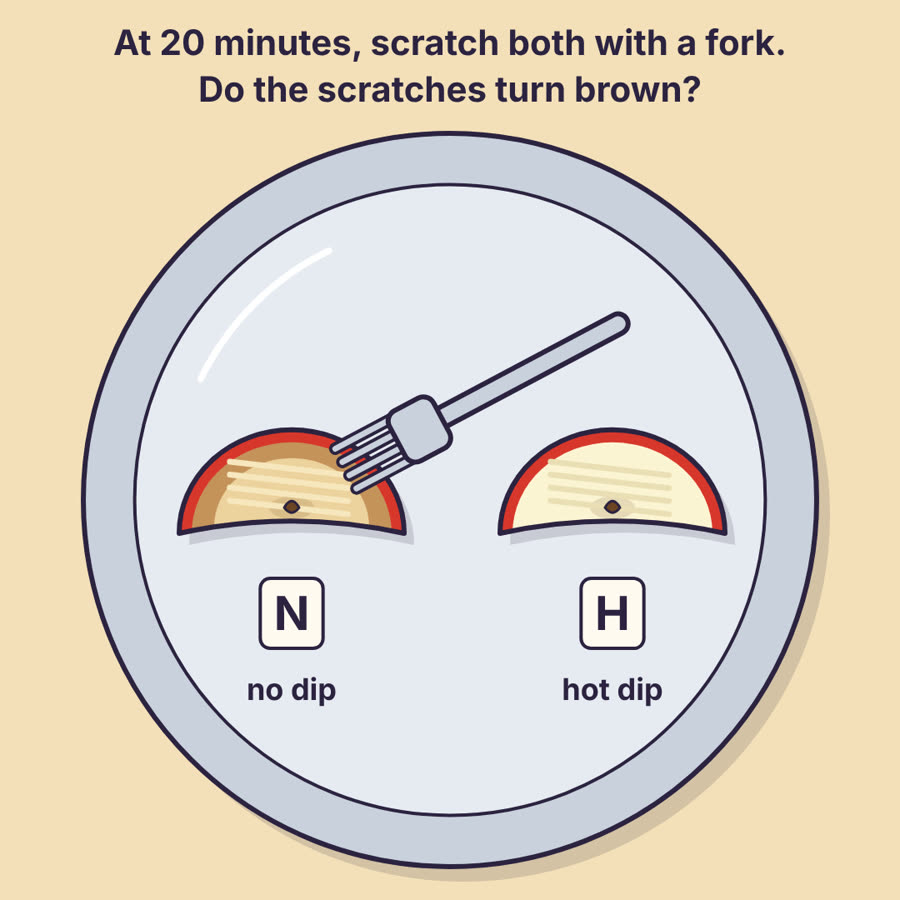 At 20 minutes, scratch both with a fork.
Do the scratches turn brown?
N
H
no dip
hot dip